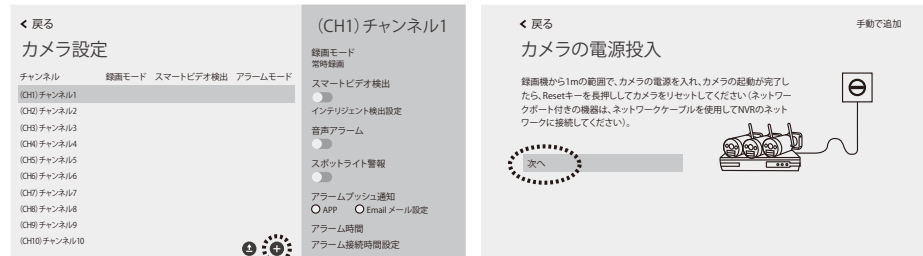 戻る
カメラ設定
チャンネル 録画モード スマートビデオ検出 アラームモード
(CH1) チャンネル1
(CH2) チャンネル2
(CH3) チャンネル3
(CH4) チャンネル4
(CH5) チャンネル5
(CH6) チャンネル6
(CH7) チャンネル7
(CH8) チャンネル8
(CH9) チャンネル9
(CH10) チャンネル10
(CH1) チャンネル1
録画モード
常時録画
スマートビデオ検出
インテリジェント検出設定
音声アラーム
スポットライト警報
アラームプッシュ通知
APP Email メール設定
アラーム時間
アラーム接続時間設定
戻る
手動で追加
カメラの電源投入
録画機から1mの範囲で、カメラの電源を入れ、カメラの起動が完了し
たら、Resetキーを長押ししてカメラをリセットしてください（ネットワー
クポート付きの機器は、ネットワークケーブルを使用してNVRのネット
ワークに接続してください）。
次へ